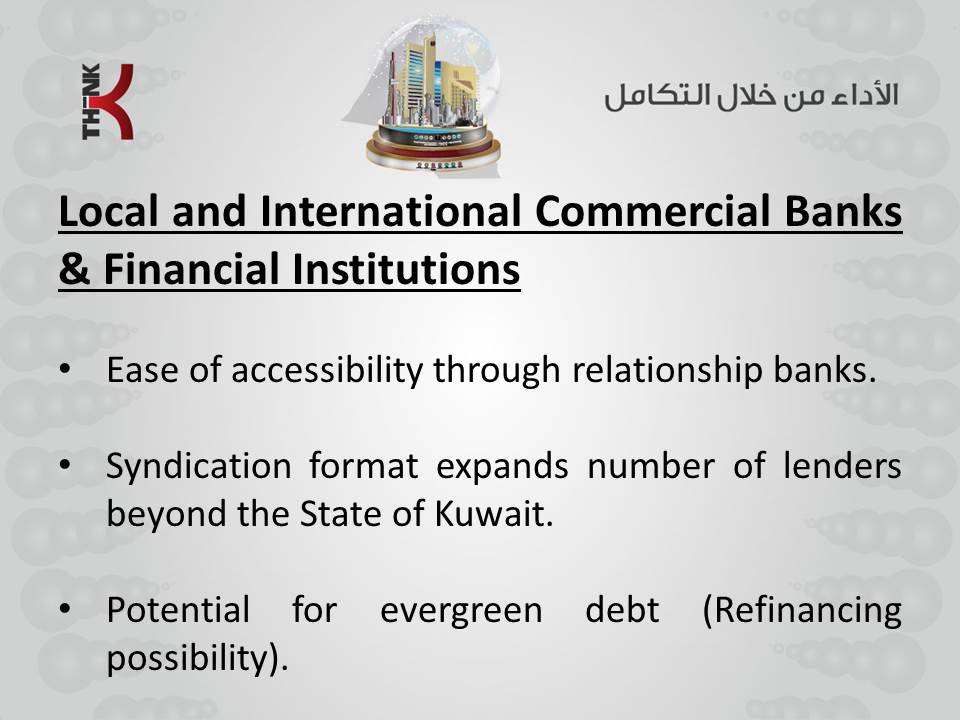 THINK
الأداء من خلال التكامل
Local and International Commercial Banks
& Financial Institutions
• Ease of accessibility through relationship banks.
• Syndication format expands number of lenders
beyond the State of Kuwait.
• Potential for evergreen debt (Refinancing
possibility).